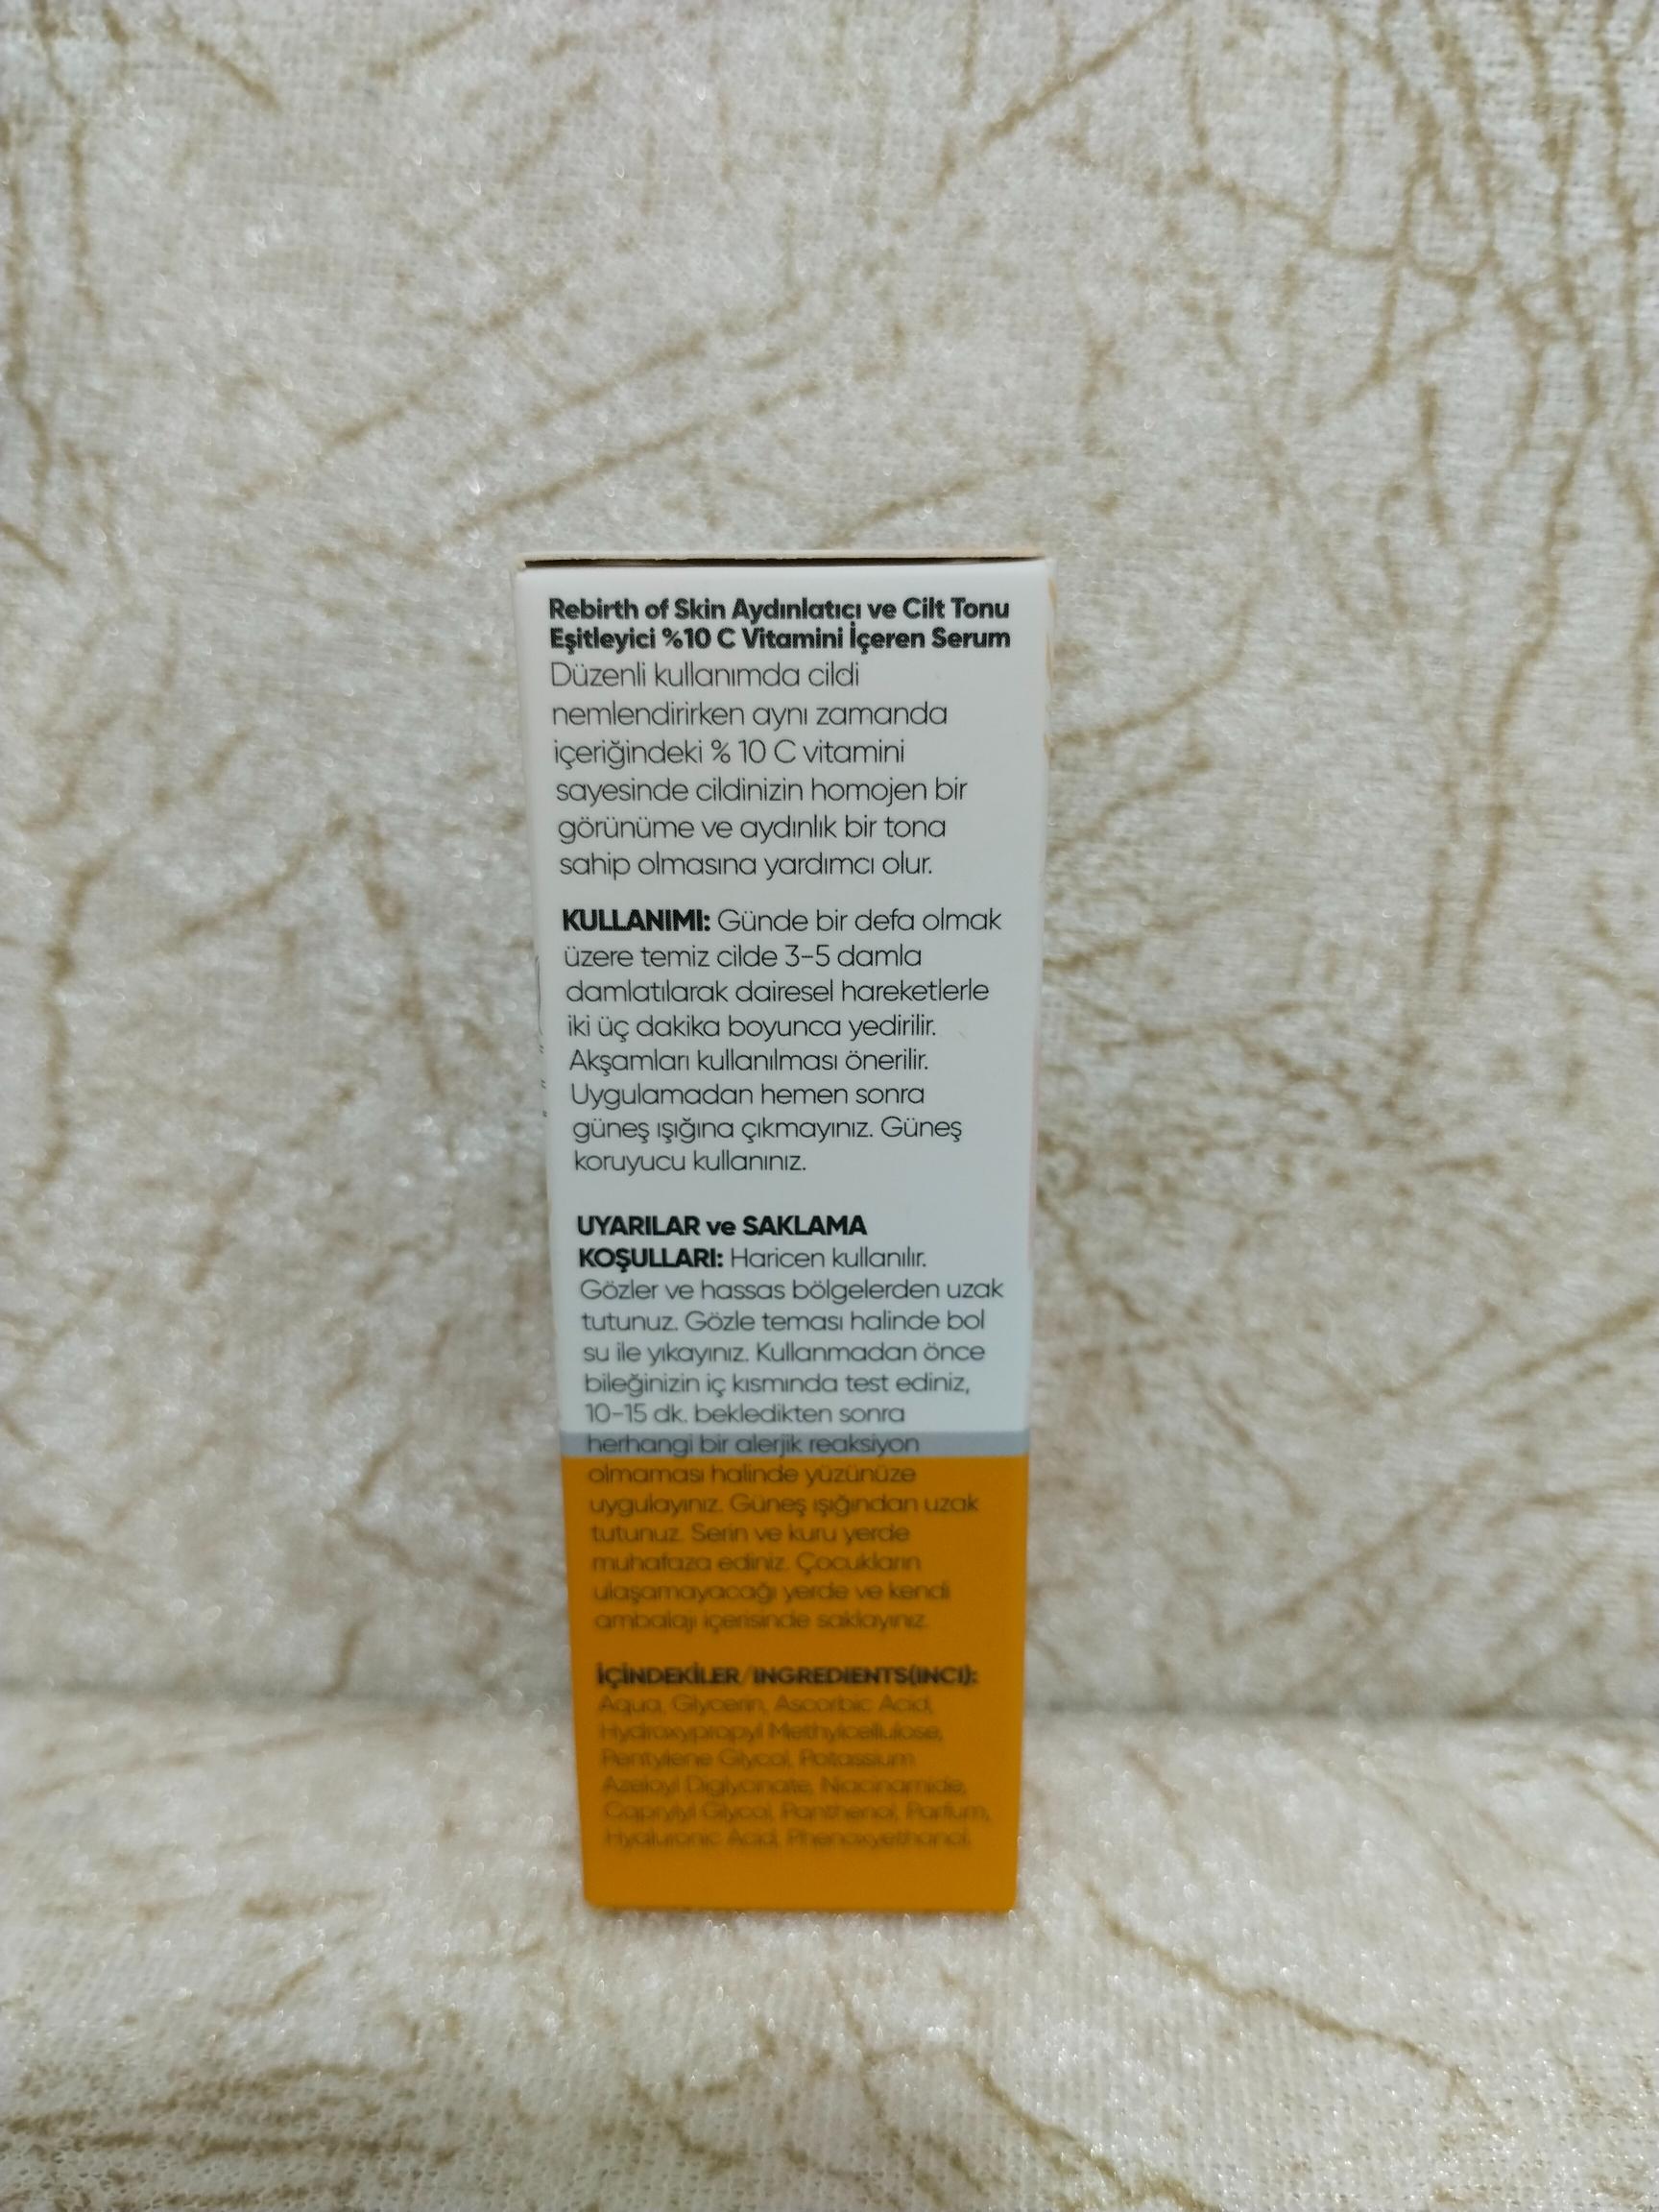 Rebirth of Skin Aydınlatıcı ve Cilt Tonu
Eşitleyici %10 C Vitamini İçeren Serum
Düzenli kullanımda cildi
nemlendirirken aynı zamanda
içeriğindeki % 10 C vitamini
sayesinde cildinizin homojen bir
görünüme ve aydınlık bir tona
sahip olmasına yardımcı olur.
KULLANIMI: Günde bir defa olmak
üzere temiz cilde 3-5 damla
damlatılarak dairesel hareketlerle
iki üç dakika boyunca yedirilir.
Akşamları kullanılması önerilir.
Uygulamadan hemen sonra
güneş ışığına çıkmayınız. Güneş
koruyucu kullanınız.
UYARILAR ve SAKLAMA
KOŞULLARI: Haricen kullanılır.
Gözler ve hassas bölgelerden uzak
tutunuz. Gözle teması halinde bol
su ile yıkayınız. Kullanmadan önce
bileğinizin iç kısmında test ediniz,
10-15 dk. bekledikten sonra
herhangi bir alerjik reaksiyon
olmaması halinde yüzünüze
uygulayınız. Güneş ışığından uzak
tutunuz. Serin ve kuru yerde
muhafaza ediniz. Çocukların
ulaşamayacağı yerde ve kendi
ambalajı içerisinde saklayınız.
İÇİNDEKİLER/INGREDIENTS(INCI):
Aqua, Glycerin, Ascorbic Acid,
Hydroxypropyl Methylcellulose,
Pentylene Glycol, Potassium
Azeloyl Diglycinate, Niacinamide,
Caprylyl Glycol, Panthenol, Parfum,
Hyaluronic Acid, Phenoxyethanol.